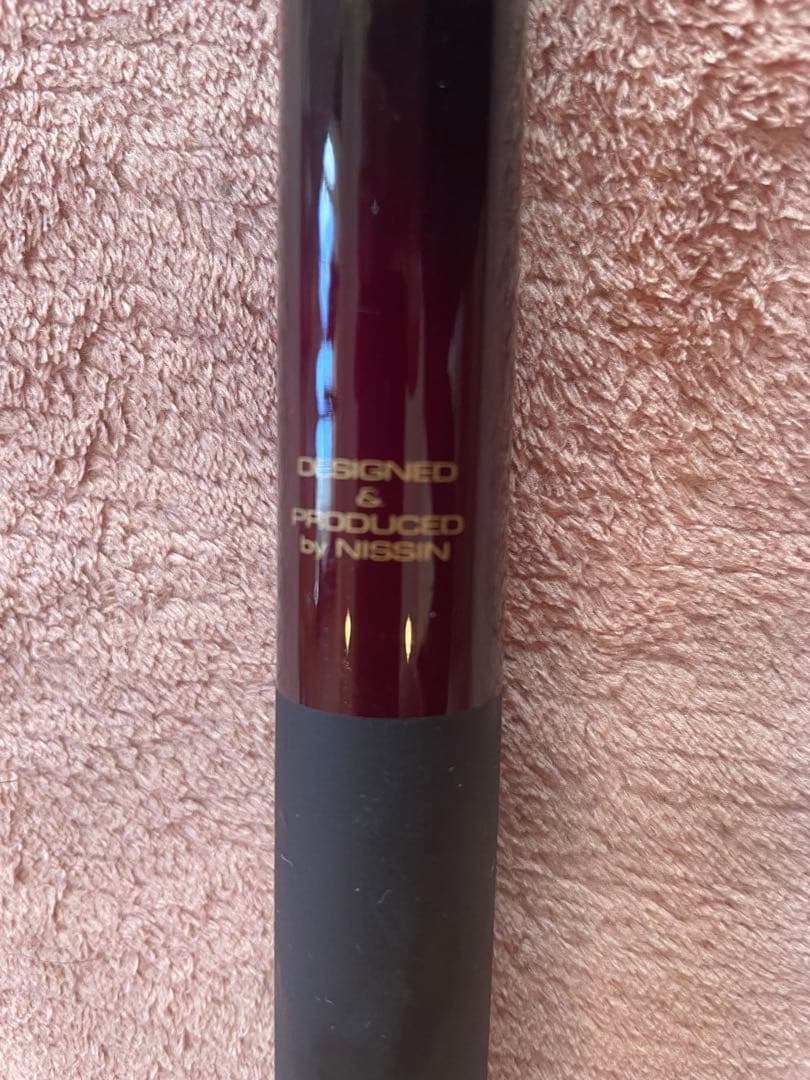 DESIGNED
&
PRODUCED
by NISSIN